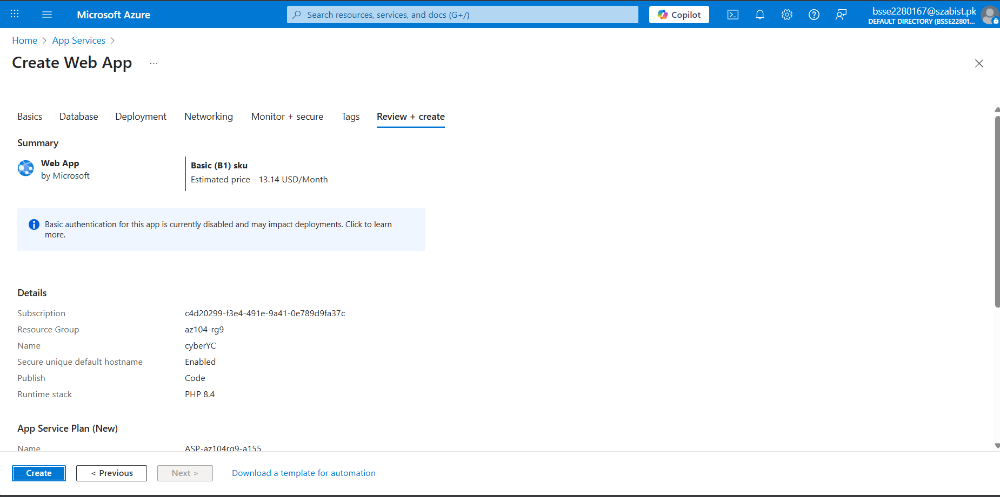 Microsoft Azure
Search resources, services, and docs (G+/)
Copilot
bsse2280167@szabist.pk
DEFAULT DIRECTORY (BSSE22801...
Home > App Services >
Create Web App ...
Basics Database Deployment Networking Monitor + secure Tags Review + create
Summary
Web App
by Microsoft
Basic (B1) sku
Estimated price - 13.14 USD/Month
Basic authentication for this app is currently disabled and may impact deployments. Click to learn
more.
Details
Subscription c4d20299-f3e4-491e-9a41-0e789d9fa37c
Resource Group az104-rg9
Name cyberYC
Secure unique default hostname Enabled
Publish Code
Runtime stack PHP 8.4
App Service Plan (New)
Name ASP-az104rg9-a155
Create < Previous Next > Download a template for automation